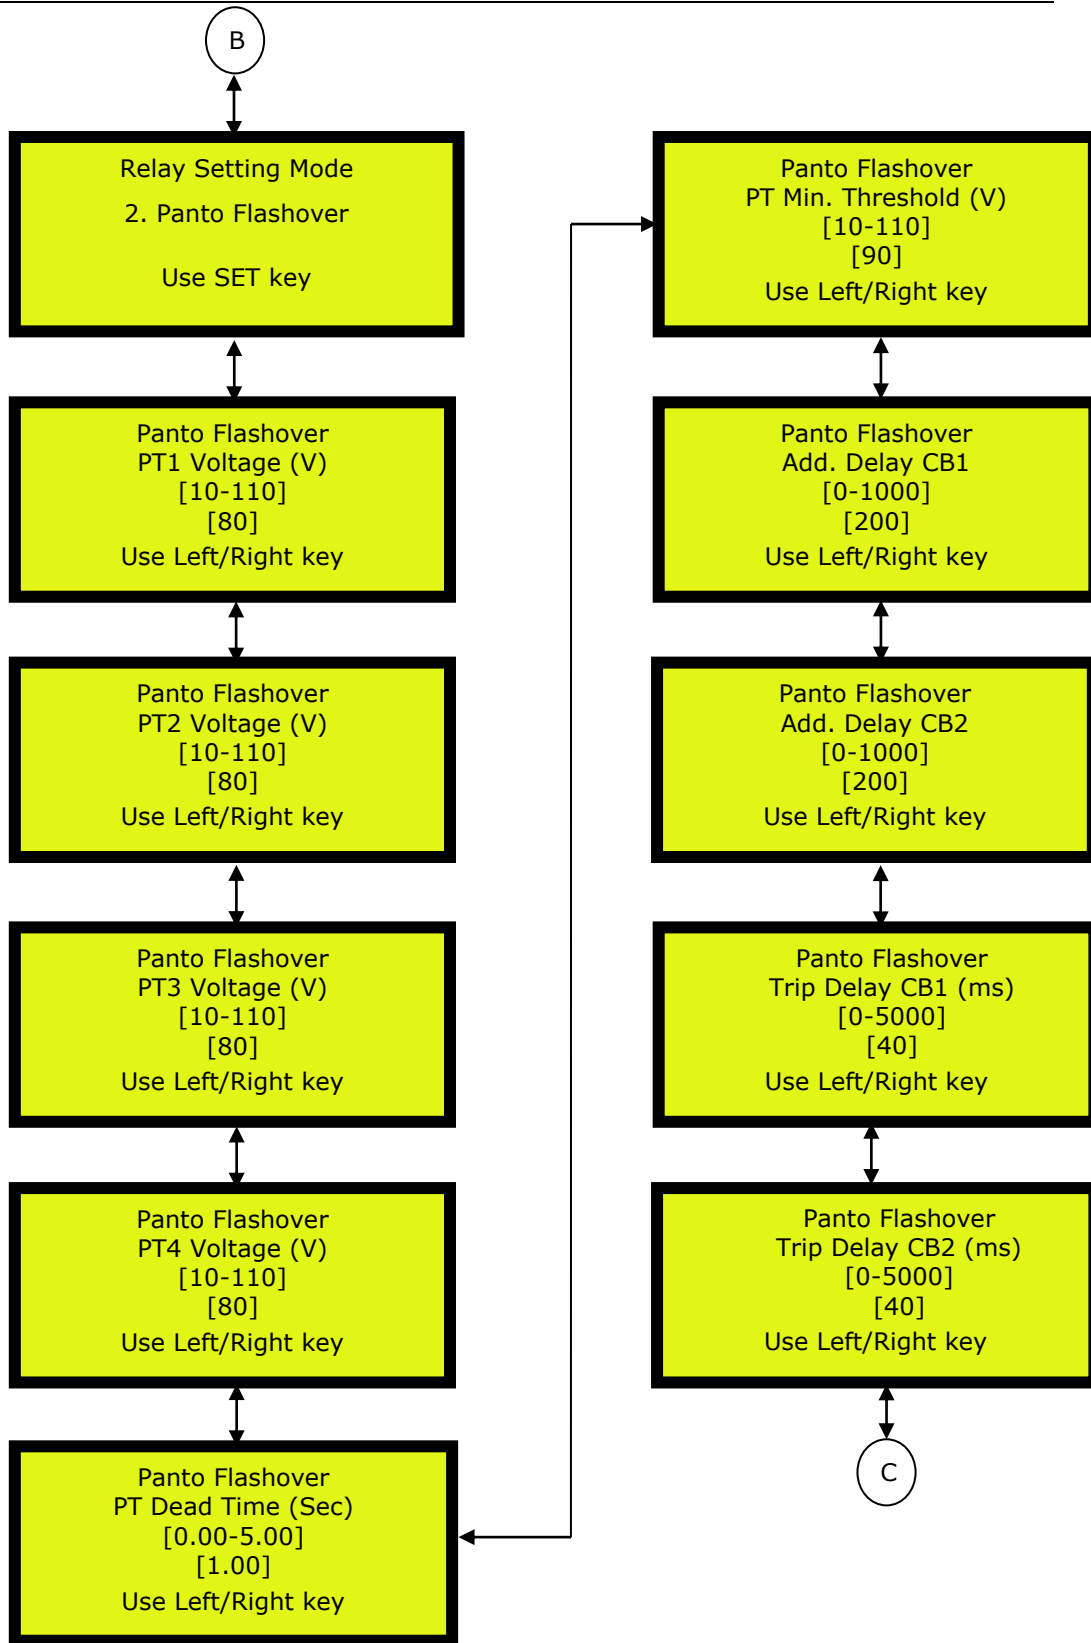 B
Relay Setting Mode
2. Panto Flashover
Use SET key
Panto Flashover
PT1 Voltage (V)
[10-110]
[80]
Use Left/Right key
Panto Flashover
PT2 Voltage (V)
[10-110]
[80]
Use Left/Right key
Panto Flashover
PT3 Voltage (V)
[10-110]
[80]
Use Left/Right key
Panto Flashover
PT4 Voltage (V)
[10-110]
[80]
Use Left/Right key
Panto Flashover
PT Dead Time (Sec)
[0.00-5.00]
[1.00]
Use Left/Right key
Panto Flashover
PT Min. Threshold (V)
[10-110]
[90]
Use Left/Right key
Panto Flashover
Add. Delay CB1
[0-1000]
[200]
Use Left/Right key
Panto Flashover
Add. Delay CB2
[0-1000]
[200]
Use Left/Right key
Panto Flashover
Trip Delay CB1 (ms)
[0-5000]
[40]
Use Left/Right key
Panto Flashover
Trip Delay CB2 (ms)
[0-5000]
[40]
Use Left/Right key
C